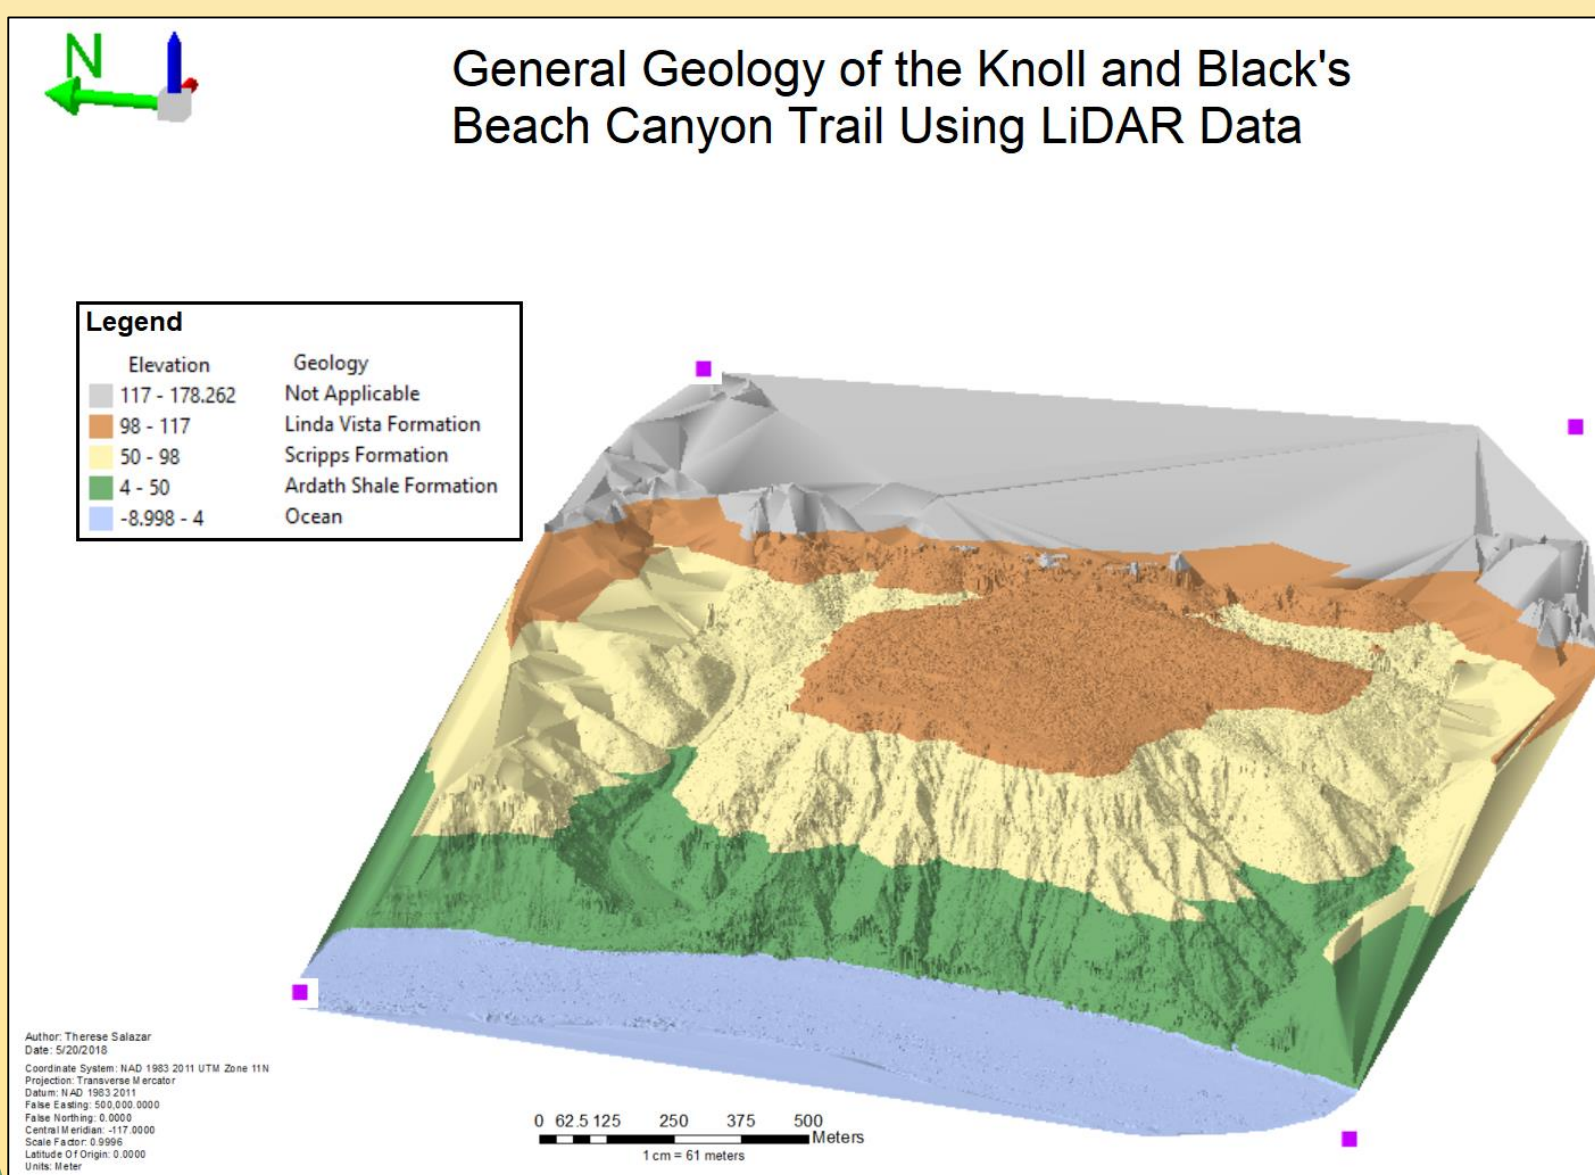 N
General Geology of the Knoll and Black's
Beach Canyon Trail Using LiDAR Data
Legend
Elevation Geology
117 - 178.262 Not Applicable
98 - 117 Linda Vista Formation
50 - 98 Scripps Formation
4 - 50 Ardath Shale Formation
-8.998 - 4 Ocean
Author: Therese Salazar
Date: 5/20/2018
Coordinate System: NAD 1983 2011 UTM Zone 11N
Projection: Transverse Mercator
Datum: NAD 1983 2011
False Easting: 500,000.0000
False Northing: 0.0000
Central Meridian: -117.0000
Scale Factor: 0.9996
Latitude Of Origin: 0.0000
Units: Meter
0 62.5 125 250 375 500
Meters
1 cm = 61 meters